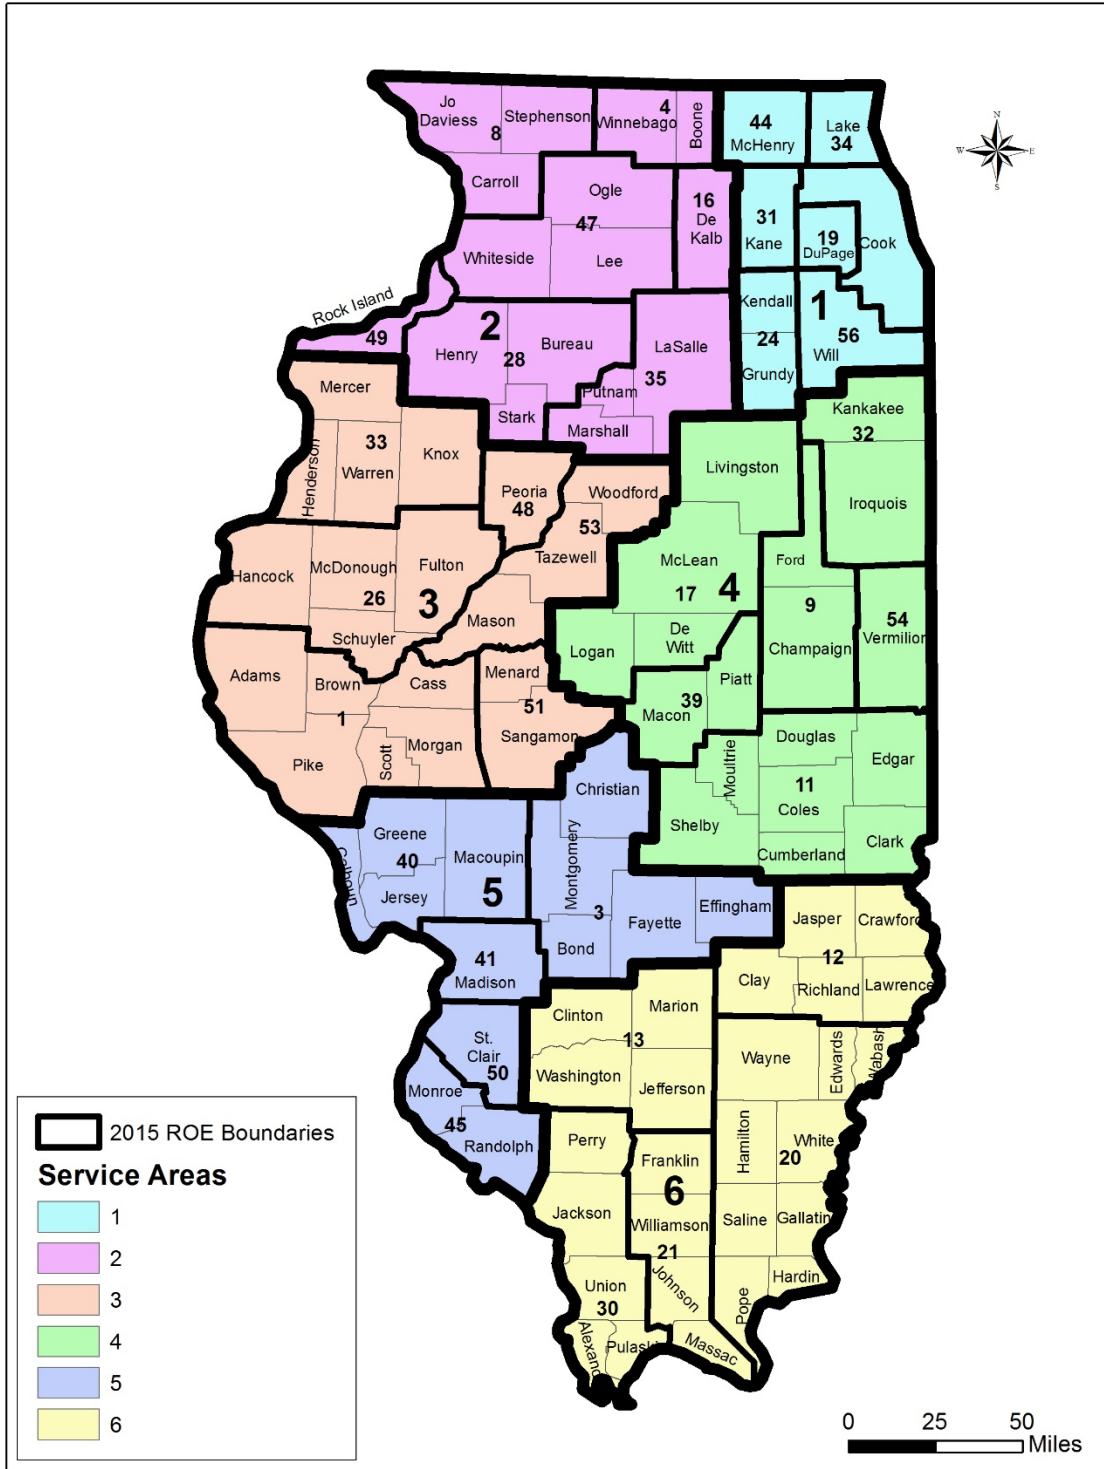 N
W
E
S
Jo
Daviess
8
Stephenson
4
Winnebago
Boone
44
McHenry
Lake
34
Carroll
Ogle
47
16
De
Kalb
31
Kane
19
DuPage
Cook
Whiteside
Lee
Rock Island
49
Henry
2
28
Bureau
LaSalle
35
Putnam
Stark
Marshall
Kendall
24
Grundy
1
56
Will
Mercer
33
Henderson
Warren
Knox
Peoria
48
Woodford
53
Tazewell
Livingston
Kankakee
32
Iroquois
Hancock
McDonough
26
Fulton
3
Schuyler
Mason
McLean
17
4
Ford
9
Champaign
54
Vermilion
Logan
De
Witt
Piatt
39
Macon
Adams
Brown
1
Cass
Menard
51
Sangamon
Pike
Scott
Morgan
Moultrie
Douglas
11
Coles
Edgar
Shelby
Cumberland
Clark
Christian
Calhoun
Greene
40
Jersey
Macoupin
5
Montgomery
3
Bond
Fayette
Effingham
41
Madison
Jasper
Crawford
12
Clay
Richland
Lawrence
St.
Clair
50
Clinton
Marion
13
Washington
Jefferson
Wayne
Edwards
Wabash
Monroe
45
Randolph
Perry
Franklin
6
Hamilton
White
20
Jackson
Williamson
21
Saline
Gallatin
Union
30
Johnson
Pope
Hardin
Pulaski
Massac
2015 ROE Boundaries
Service Areas
1
2
3
4
5
6
0 25 50
Miles